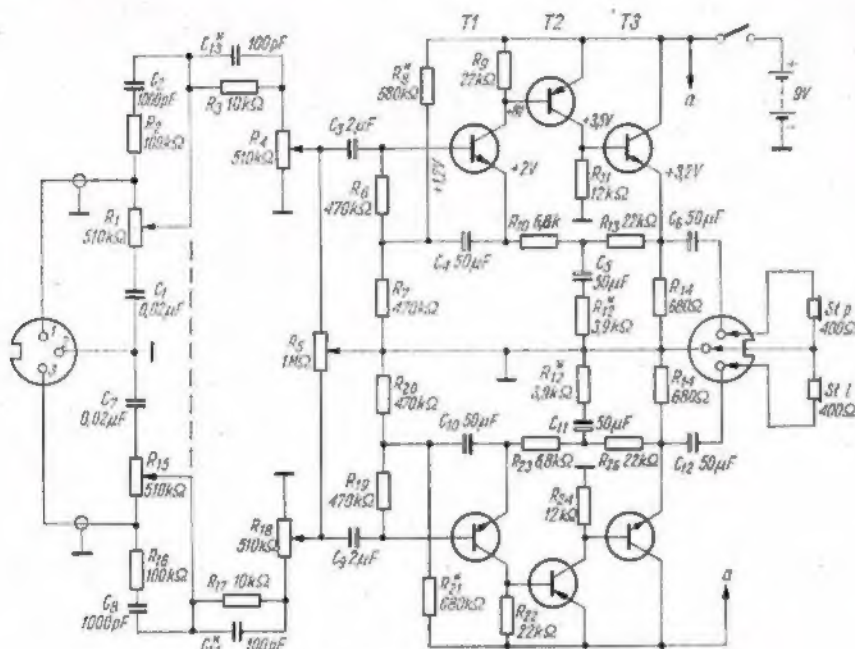 T1 T2 T3
C13* 100pF
C2
1000pF
R2
100kΩ
R3 10kΩ
R4
510kΩ
C3 2µF
R8*
680kΩ
R9
22kΩ
+8V
+3,5V
+3,2V
+1,2V
+2V
R11
12kΩ
+
9V
-
a
R1
510kΩ
R6
470kΩ
C4 50µF
R10 6,8k
R13 22kΩ
C6 50µF
C1
0,02µF
R7
470kΩ
C5
50µF
R12*
3,9kΩ
R14
680Ω
St p
400Ω
1
2
3
R5
1MΩ
C7
0,02µF
R20
470kΩ
R12*
3,9kΩ
R14
680Ω
St l
400Ω
C10 50µF
C11
50µF
R23 6,8kΩ
R26 22kΩ
C12 50µF
R15
510kΩ
R19
470kΩ
R24
12kΩ
R18
510kΩ
C9 2µF
R16
100kΩ
R17 10kΩ
C8
1000pF
100pF
R21*
680kΩ
R22
22kΩ
a